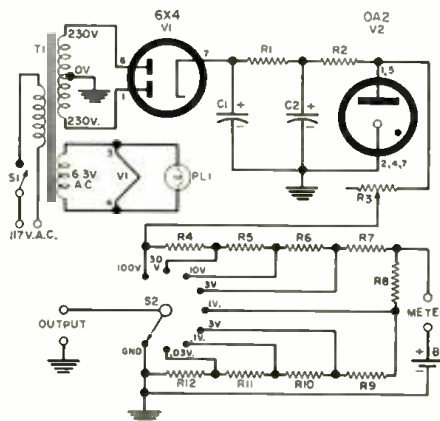 6X4
V1
OA2
V2
T1
230V
0V
230V.
6
1
7
R1
R2
1,5
C1
+
C2
+
2,4,7
6.3V
A.C.
3
V1
4
PL1
S1
117V.A.C.
R3
R4
R5
R6
R7
30
V
10V
100V
3V
R8
S2
1V.
OUTPUT
.3V
METER
.1V.
GND
.03V.
+
B
R12
R11
R10
R9